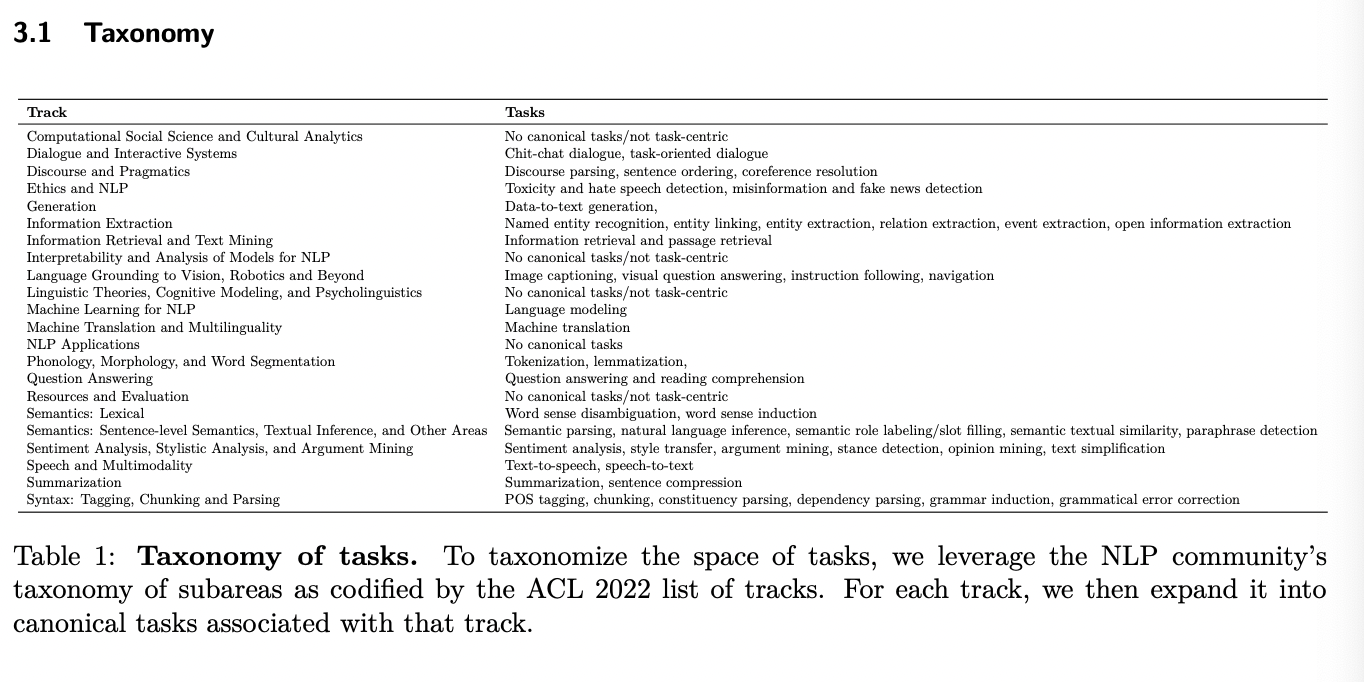 3.1 Taxonomy
Track Tasks
Computational Social Science and Cultural Analytics No canonical tasks/not task-centric
Dialogue and Interactive Systems Chit-chat dialogue, task-oriented dialogue
Discourse and Pragmatics Discourse parsing, sentence ordering, coreference resolution
Ethics and NLP Toxicity and hate speech detection, misinformation and fake news detection
Generation Data-to-text generation,
Information Extraction Named entity recognition, entity linking, entity extraction, relation extraction, event extraction, open information extraction
Information Retrieval and Text Mining Information retrieval and passage retrieval
Interpretability and Analysis of Models for NLP No canonical tasks/not task-centric
Language Grounding to Vision, Robotics and Beyond Image captioning, visual question answering, instruction following, navigation
Linguistic Theories, Cognitive Modeling, and Psycholinguistics No canonical tasks/not task-centric
Machine Learning for NLP Language modeling
Machine Translation and Multilinguality Machine translation
NLP Applications No canonical tasks
Phonology, Morphology, and Word Segmentation Tokenization, lemmatization,
Question Answering Question answering and reading comprehension
Resources and Evaluation No canonical tasks/not task-centric
Semantics: Lexical Word sense disambiguation, word sense induction
Semantics: Sentence-level Semantics, Textual Inference, and Other Areas Semantic parsing, natural language inference, semantic role labeling/slot filling, semantic textual similarity, paraphrase detection
Sentiment Analysis, Stylistic Analysis, and Argument Mining Sentiment analysis, style transfer, argument mining, stance detection, opinion mining, text simplification
Speech and Multimodality Text-to-speech, speech-to-text
Summarization Summarization, sentence compression
Syntax: Tagging, Chunking and Parsing POS tagging, chunking, constituency parsing, dependency parsing, grammar induction, grammatical error correction
Table 1: Taxonomy of tasks. To taxonomize the space of tasks, we leverage the NLP community's
taxonomy of subareas as codified by the ACL 2022 list of tracks. For each track, we then expand it into
canonical tasks associated with that track.